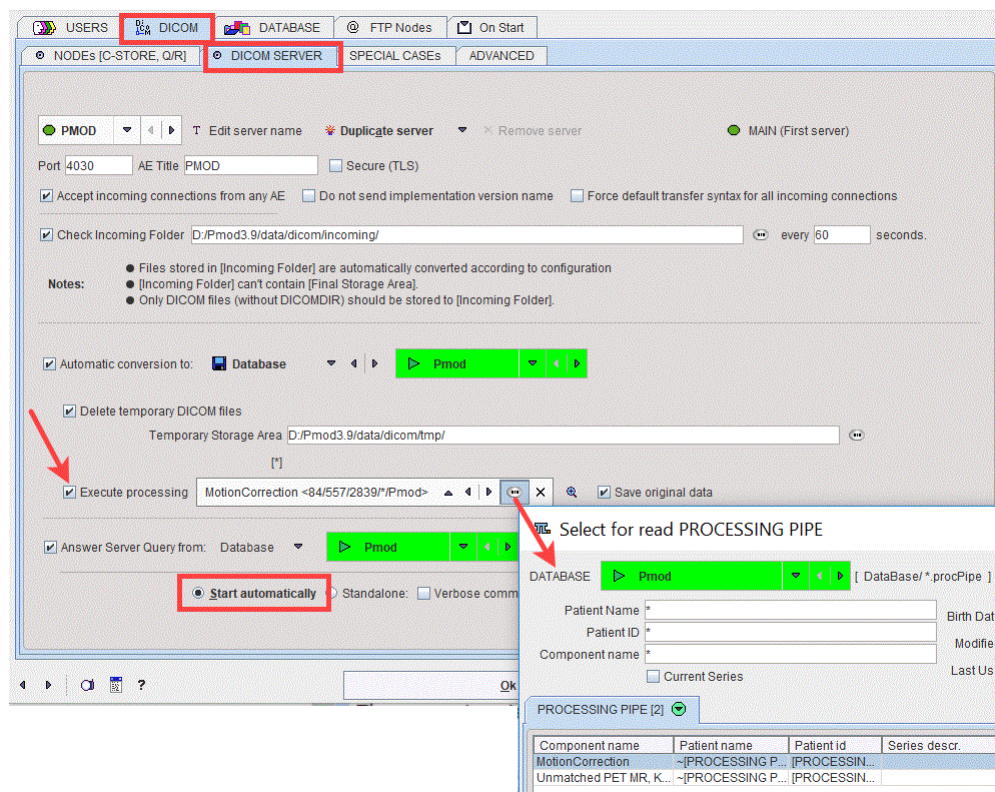 USERS DICOM DATABASE @ FTP Nodes On Start
NODEs [C-STORE, Q/R] DICOM SERVER SPECIAL CASEs ADVANCED
PMOD T Edit server name Duplicate server × Remove server MAIN (First server)
Port 4030 AE Title PMOD Secure (TLS)
Accept incoming connections from any AE Do not send implementation version name Force default transfer syntax for all incoming connections
Check Incoming Folder D:/Pmod3.9/data/dicom/incoming/ every 60 seconds.
● Files stored in [Incoming Folder] are automatically converted according to configuration
Notes: ● [Incoming Folder] can't contain [Final Storage Area].
● Only DICOM files (without DICOMDIR) should be stored to [Incoming Folder].
Automatic conversion to: Database Pmod
Delete temporary DICOM files
Temporary Storage Area D:/Pmod3.9/data/dicom/tmp/
[*]
Execute processing MotionCorrection <84/557/2839/*/Pmod> Save original data
Select for read PROCESSING PIPE
Answer Server Query from: Database Pmod
DATABASE Pmod [ DataBase/ *.procPipe ]
Start automatically Standalone: Verbose comm
Patient Name * Birth Dat
Patient ID *
Component name * Modifie
Current Series Last Us
? Ok
PROCESSING PIPE [2]
Component name Patient name Patient id Series descr.
MotionCorrection ~[PROCESSING P... [PROCESSIN...
Unmatched PET MR, K... ~[PROCESSING P... [PROCESSIN...